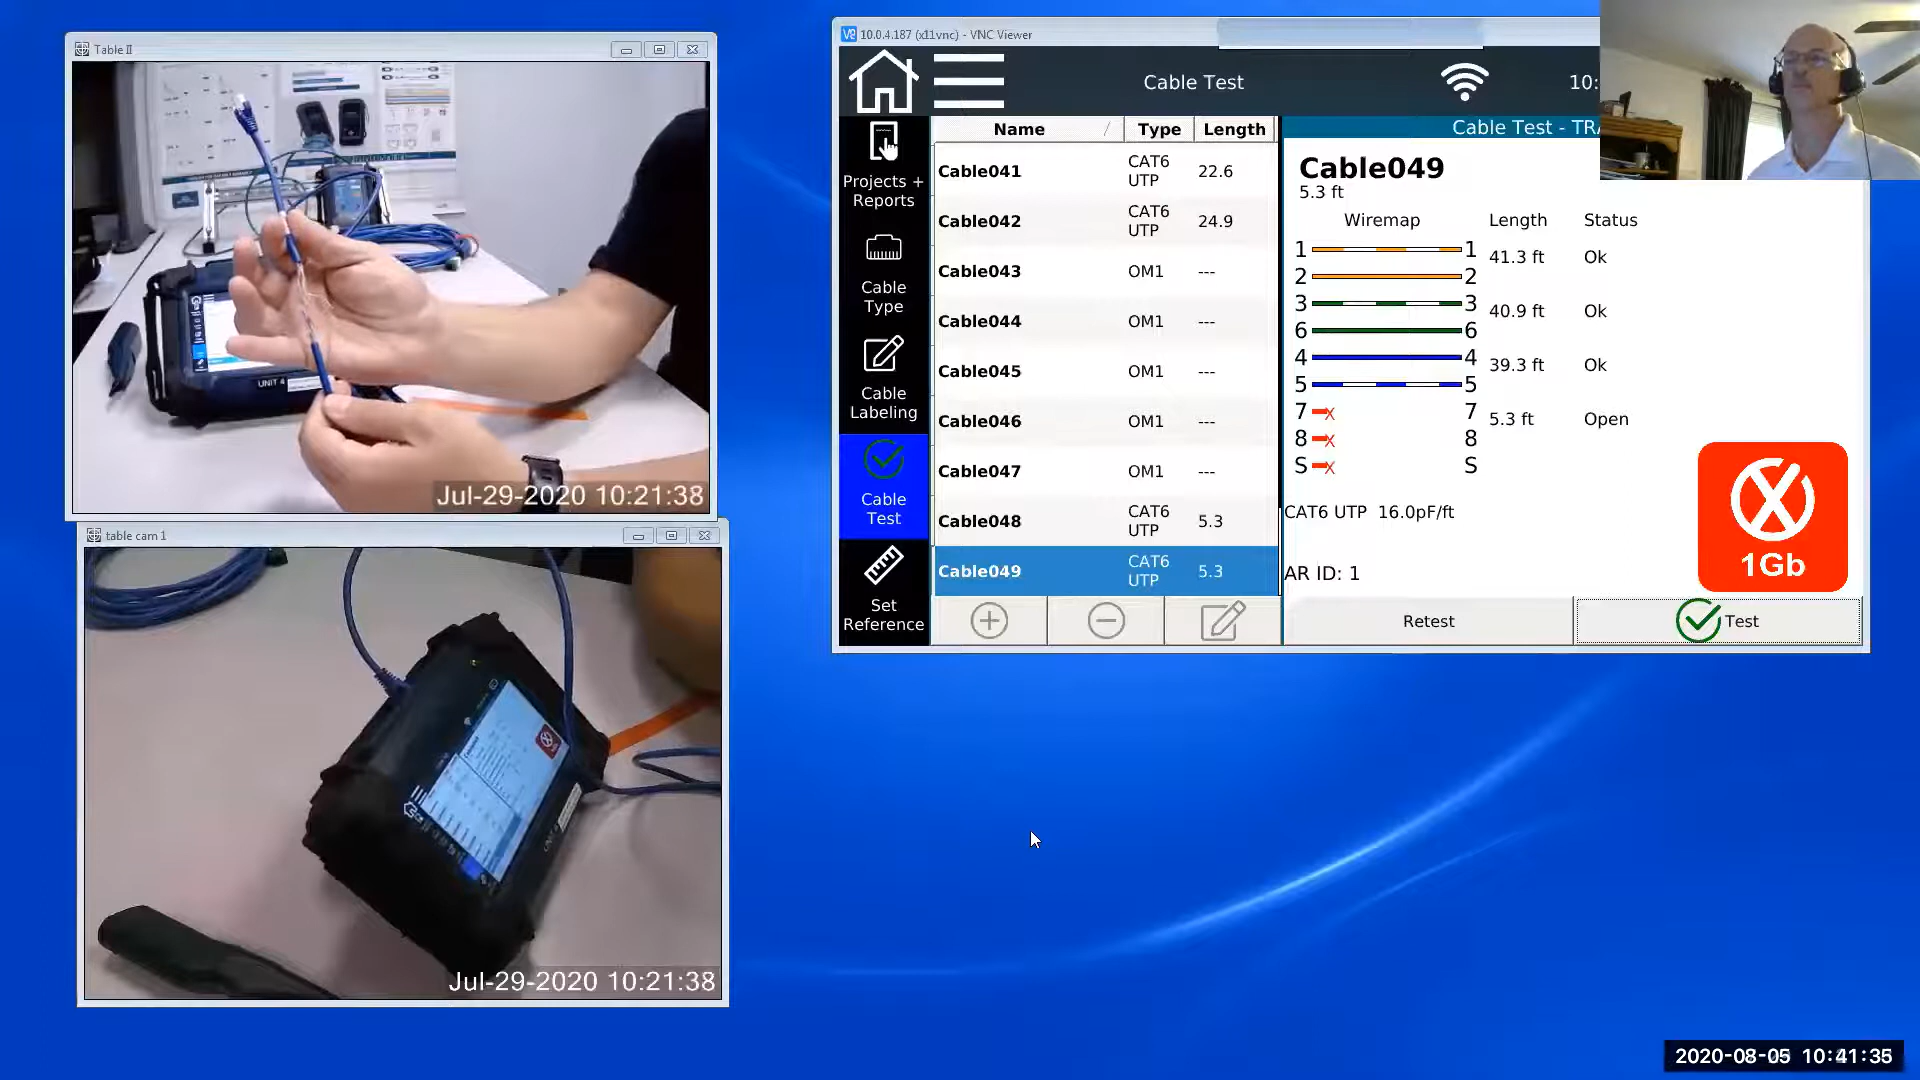 Table II
UNIT 4
Jul-29-2020 10:21:38
table cam 1
Jul-29-2020 10:21:38
10.0.4.187 (x11vnc) - VNC Viewer
Cable Test
10:
Projects +
Reports
Cable
Type
Cable
Labeling
Cable
Test
Set
Reference
Name / Type Length
Cable041 CAT6 UTP 22.6
Cable042 CAT6 UTP 24.9
Cable043 OM1 ---
Cable044 OM1 ---
Cable045 OM1 ---
Cable046 OM1 ---
Cable047 OM1 ---
Cable048 CAT6 UTP 5.3
Cable049 CAT6 UTP 5.3
Cable Test - TRA
Cable049
5.3 ft
Wiremap Length Status
1 1 41.3 ft Ok
2 2
3 3 40.9 ft Ok
6 6
4 4 39.3 ft Ok
5 5
7 X 7 5.3 ft Open
8 X 8
S X S
CAT6 UTP 16.0pF/ft
1Gb
AR ID: 1
Retest
Test
2020-08-05 10:41:35